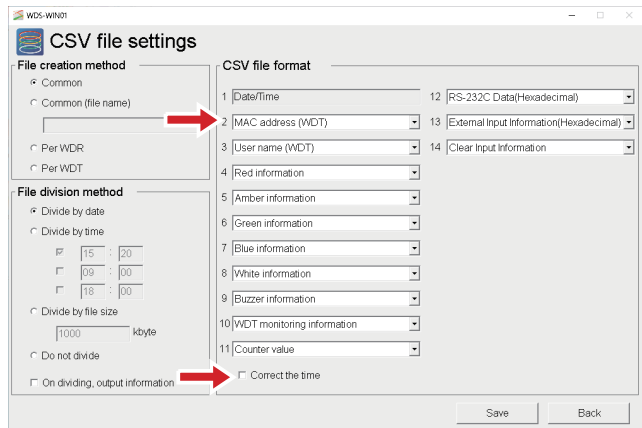 WDS-WIN01
CSV file settings
File creation method
Common
Common (file name)
Per WDR
Per WDT
File division method
Divide by date
Divide by time
15 : 20
09 : 00
18 : 00
Divide by file size
1000 kbyte
Do not divide
On dividing, output information
CSV file format
1 Date/Time
2 MAC address (WDT)
3 User name (WDT)
4 Red information
5 Amber information
6 Green information
7 Blue information
8 White information
9 Buzzer information
10 WDT monitoring information
11 Counter value
Correct the time
12 RS-232C Data(Hexadecimal)
13 External Input Information(Hexadecimal)
14 Clear Input Information
Save
Back